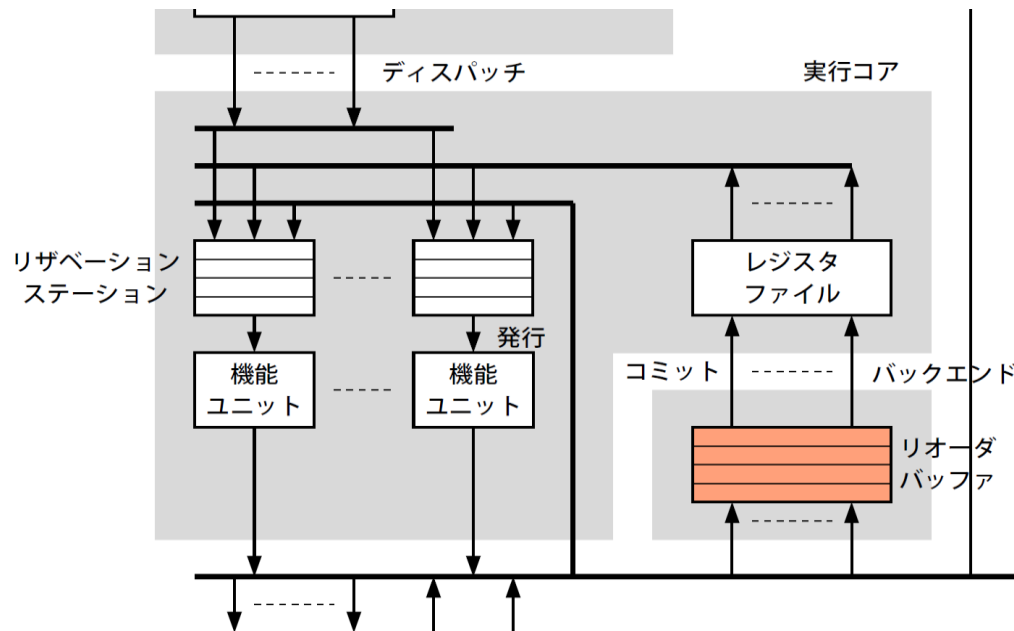 ディスパッチ
実行コア
リザベーション
ステーション
レジスタ
ファイル
発行
機能
ユニット
機能
ユニット
コミット
バックエンド
リオーダ
バッファ